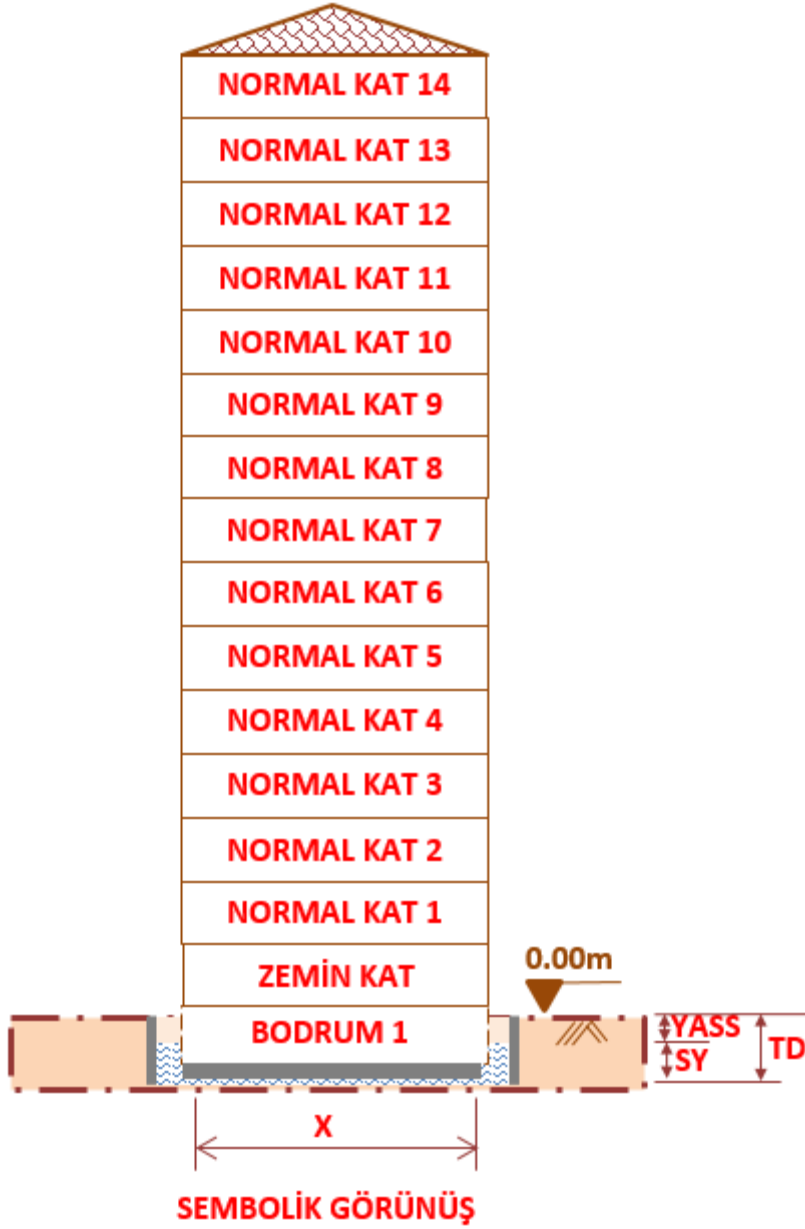 NORMAL KAT 14
NORMAL KAT 13
NORMAL KAT 12
NORMAL KAT 11
NORMAL KAT 10
NORMAL KAT 9
NORMAL KAT 8
NORMAL KAT 7
NORMAL KAT 6
NORMAL KAT 5
NORMAL KAT 4
NORMAL KAT 3
NORMAL KAT 2
NORMAL KAT 1
ZEMİN KAT
0.00m
BODRUM 1
YASS
SY
TD
X
SEMBOLİK GÖRÜNÜŞ